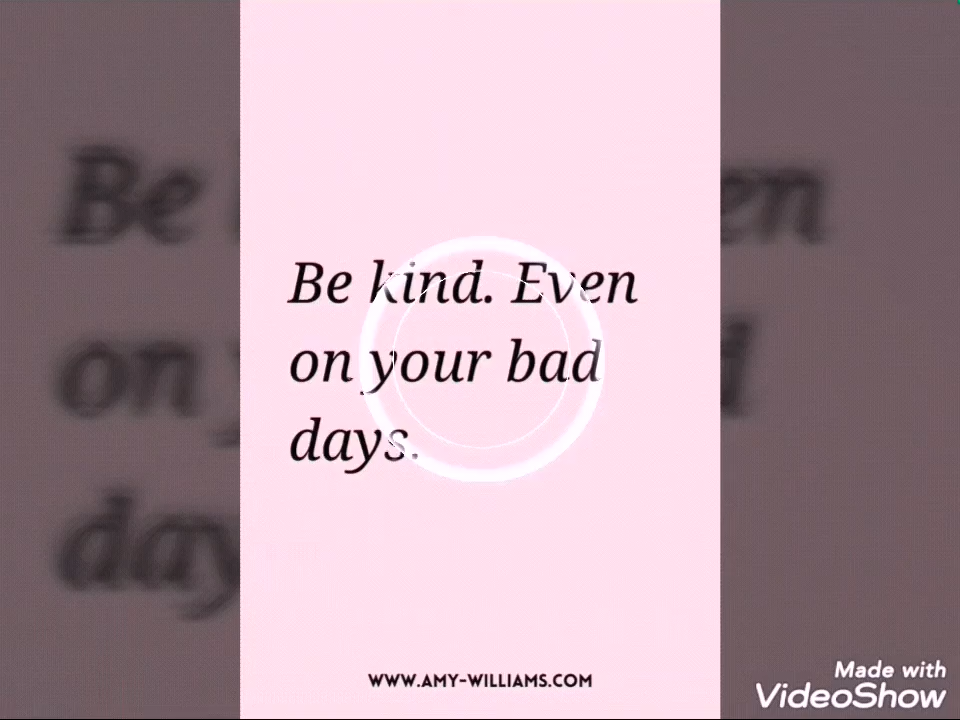 Be kind. Even
on your bad
days.
WWW.AMY-WILLIAMS.COM
Made with
VideoShow